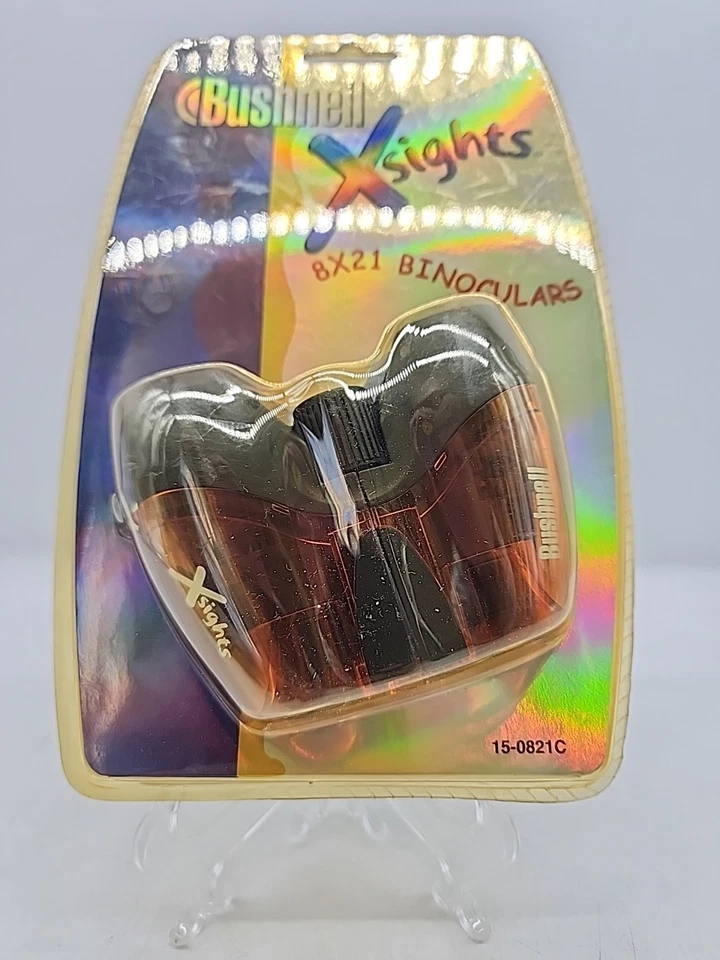 Bushnell
Xsights
8X21 BINOCULARS
Bushnell
Xsights
15-0821C